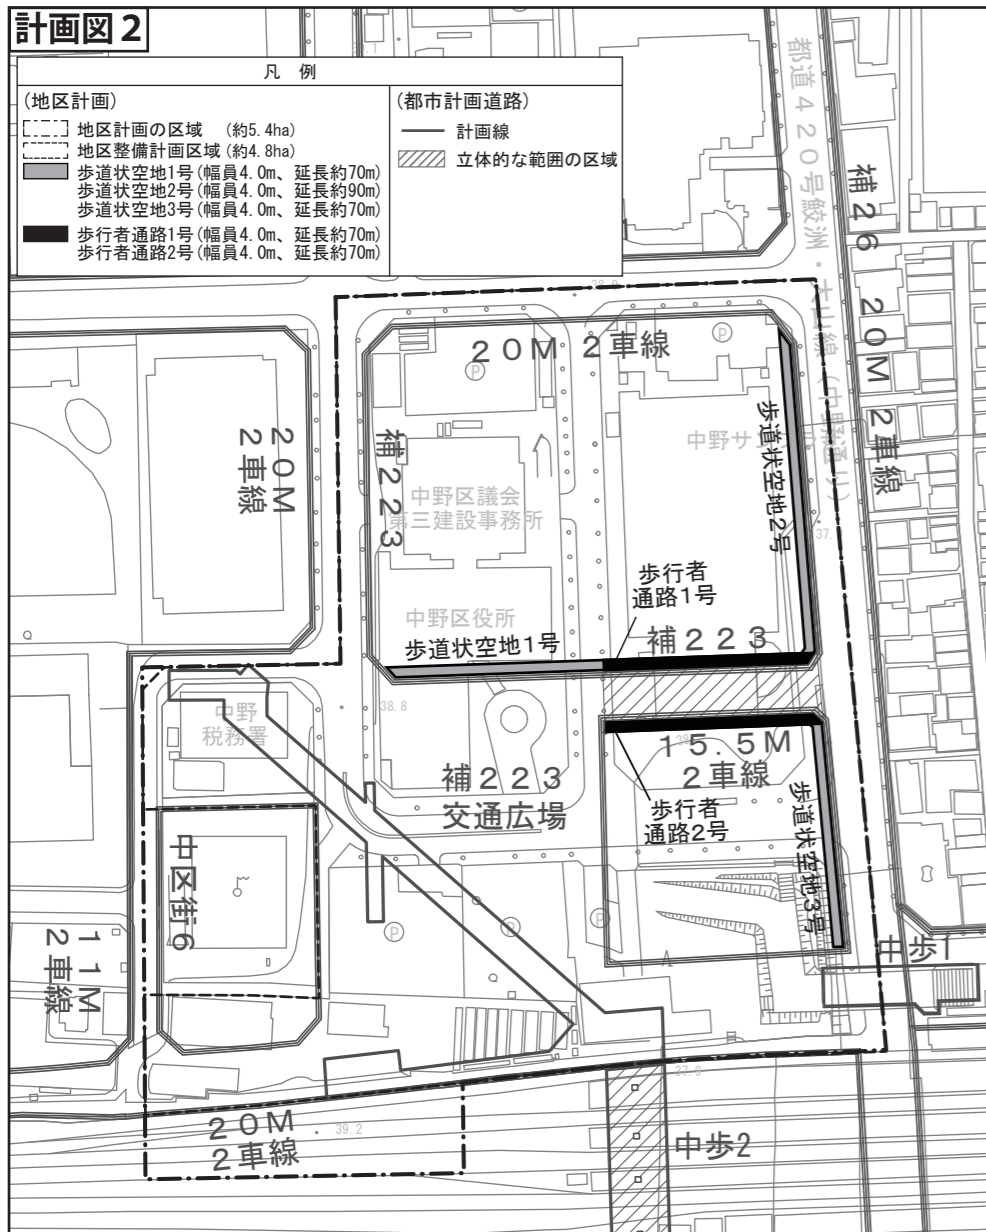 計画図2
凡 例
(地区計画)
地区計画の区域 (約5.4ha)
地区整備計画区域(約4.8ha)
歩道状空地1号(幅員4.0m、延長約70m)
歩道状空地2号(幅員4.0m、延長約90m)
歩道状空地3号(幅員4.0m、延長約70m)
歩行者通路1号(幅員4.0m、延長約70m)
歩行者通路2号(幅員4.0m、延長約70m)
(都市計画道路)
計画線
立体的な範囲の区域
都道420号鮫洲・大山線(中野通り)
補26 20M 2車線
20M 2車線
P
P
20M
2車線
補223
中野区議会
第三建設事務所
歩道状空地2号
37.
歩行者
通路1号
中野区役所
歩道状空地1号
補223
中野
税務署
38.8
15.5M
2車線
補223
交通広場
歩行者
通路2号
歩道状空地3号
中区街6
P
P
P
11M
2車線
中歩1
37.9
20M
2車線
39.2
中歩2